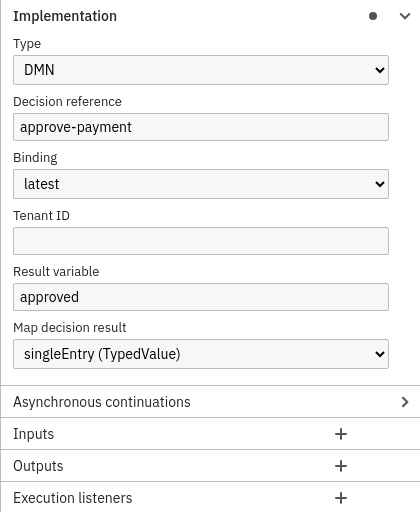 Implementation
Type
DMN
Decision reference
approve-payment
Binding
latest
Tenant ID
Result variable
approved
Map decision result
singleEntry (TypedValue)
Asynchronous continuations
Inputs
Outputs
Execution listeners